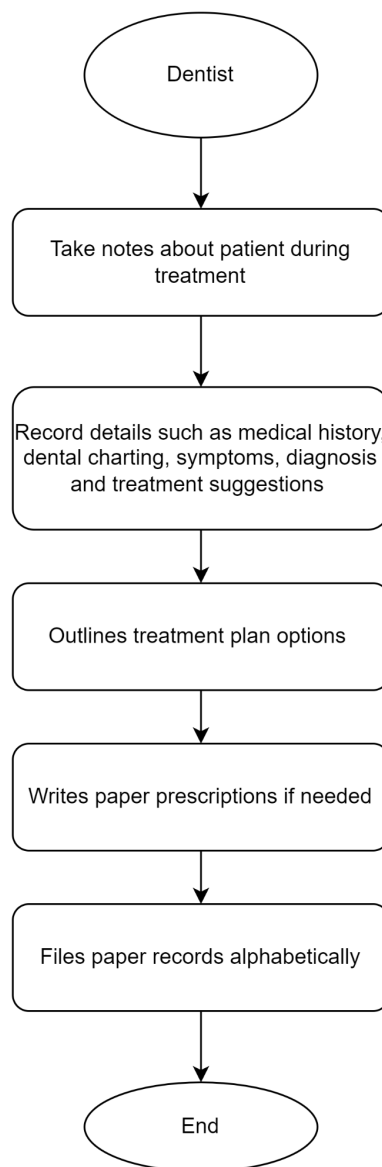 Dentist
Take notes about patient during
treatment
Record details such as medical history,
dental charting, symptoms, diagnosis
and treatment suggestions
Outlines treatment plan options
Writes paper prescriptions if needed
Files paper records alphabetically
End